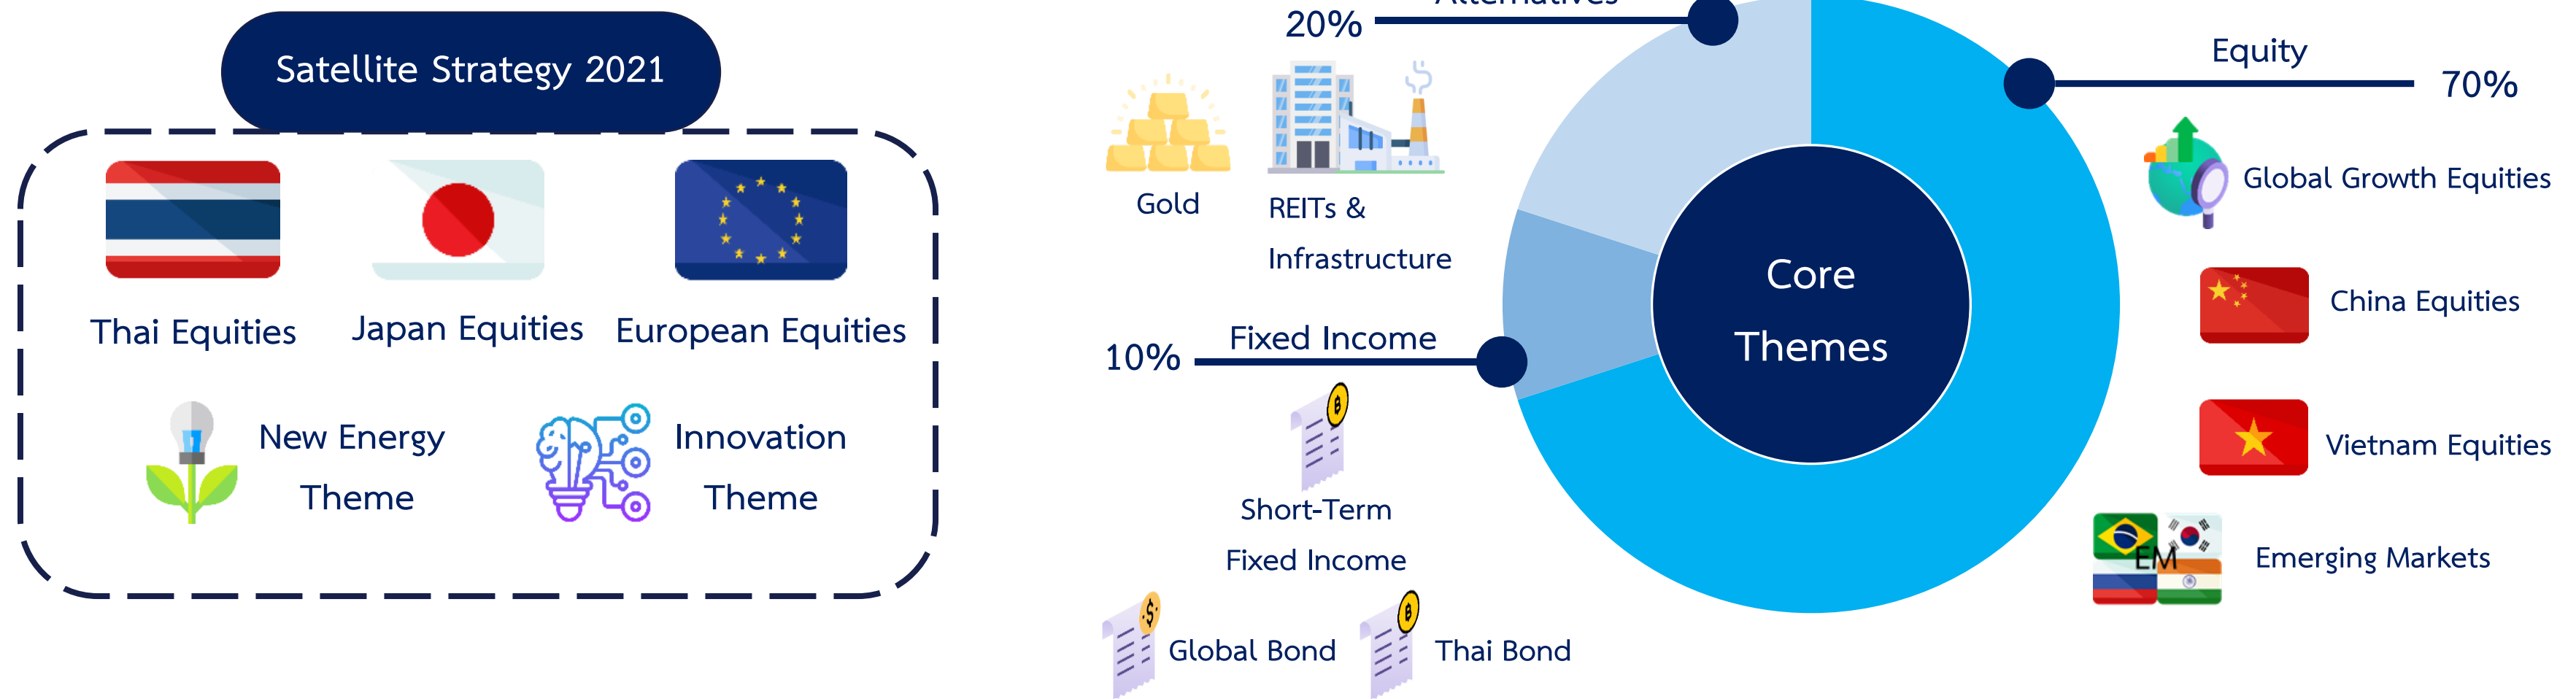 Satellite Strategy 2021
Thai Equities
Japan Equities
European Equities
New Energy
Theme
Innovation
Theme
Alternatives
20%
Gold
REITs &
Infrastructure
Fixed Income
10%
Short-Term
Fixed Income
Global Bond
Thai Bond
Core
Themes
Equity
70%
Global Growth Equities
China Equities
Vietnam Equities
EM
Emerging Markets